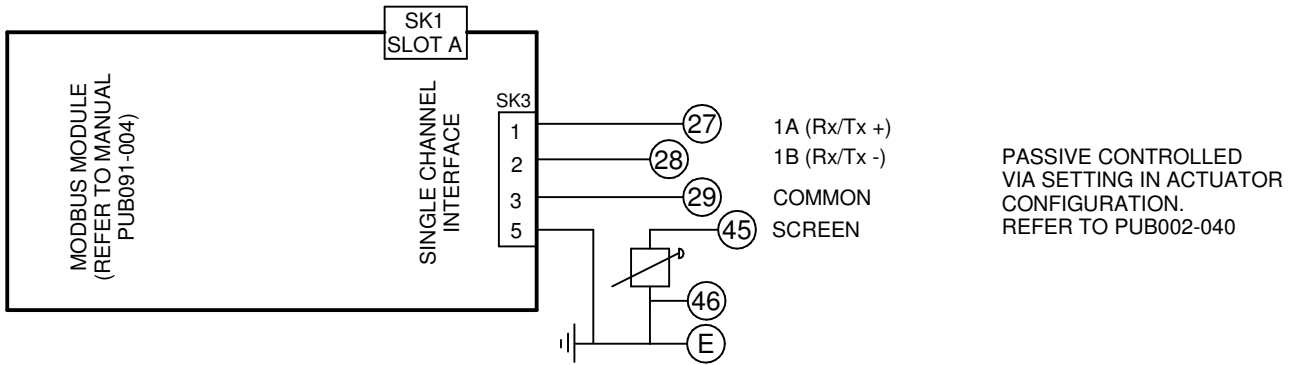 SK1
SLOT A
MODBUS MODULE
(REFER TO MANUAL
PUB091-004)
SINGLE CHANNEL
INTERFACE
SK3
1
2
3
5
27
1A (Rx/Tx +)
28
1B (Rx/Tx -)
29
COMMON
45
SCREEN
46
E
PASSIVE CONTROLLED
VIA SETTING IN ACTUATOR
CONFIGURATION.
REFER TO PUB002-040